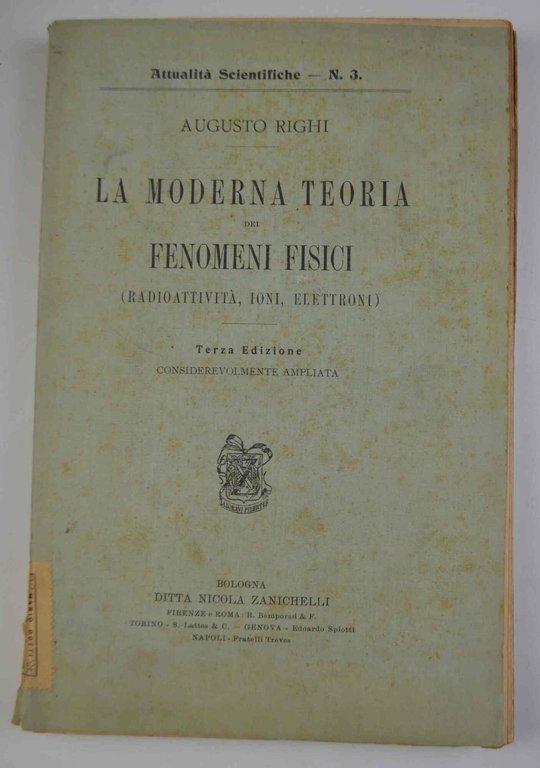 Attualità Scientifiche — N. 3.
AUGUSTO RIGHI
LA MODERNA TEORIA
DEI
FENOMENI FISICI
(RADIOATTIVITÀ, IONI, ELETTRONI)
Terza Edizione
CONSIDEREVOLMENTE AMPLIATA
BOLOGNA
DITTA NICOLA ZANICHELLI
FIRENZE e ROMA: R. Bemporad & F.
TORINO - S. Lattes & C. — GENOVA - Edoardo Spiotti
NAPOLI - Fratelli Treves